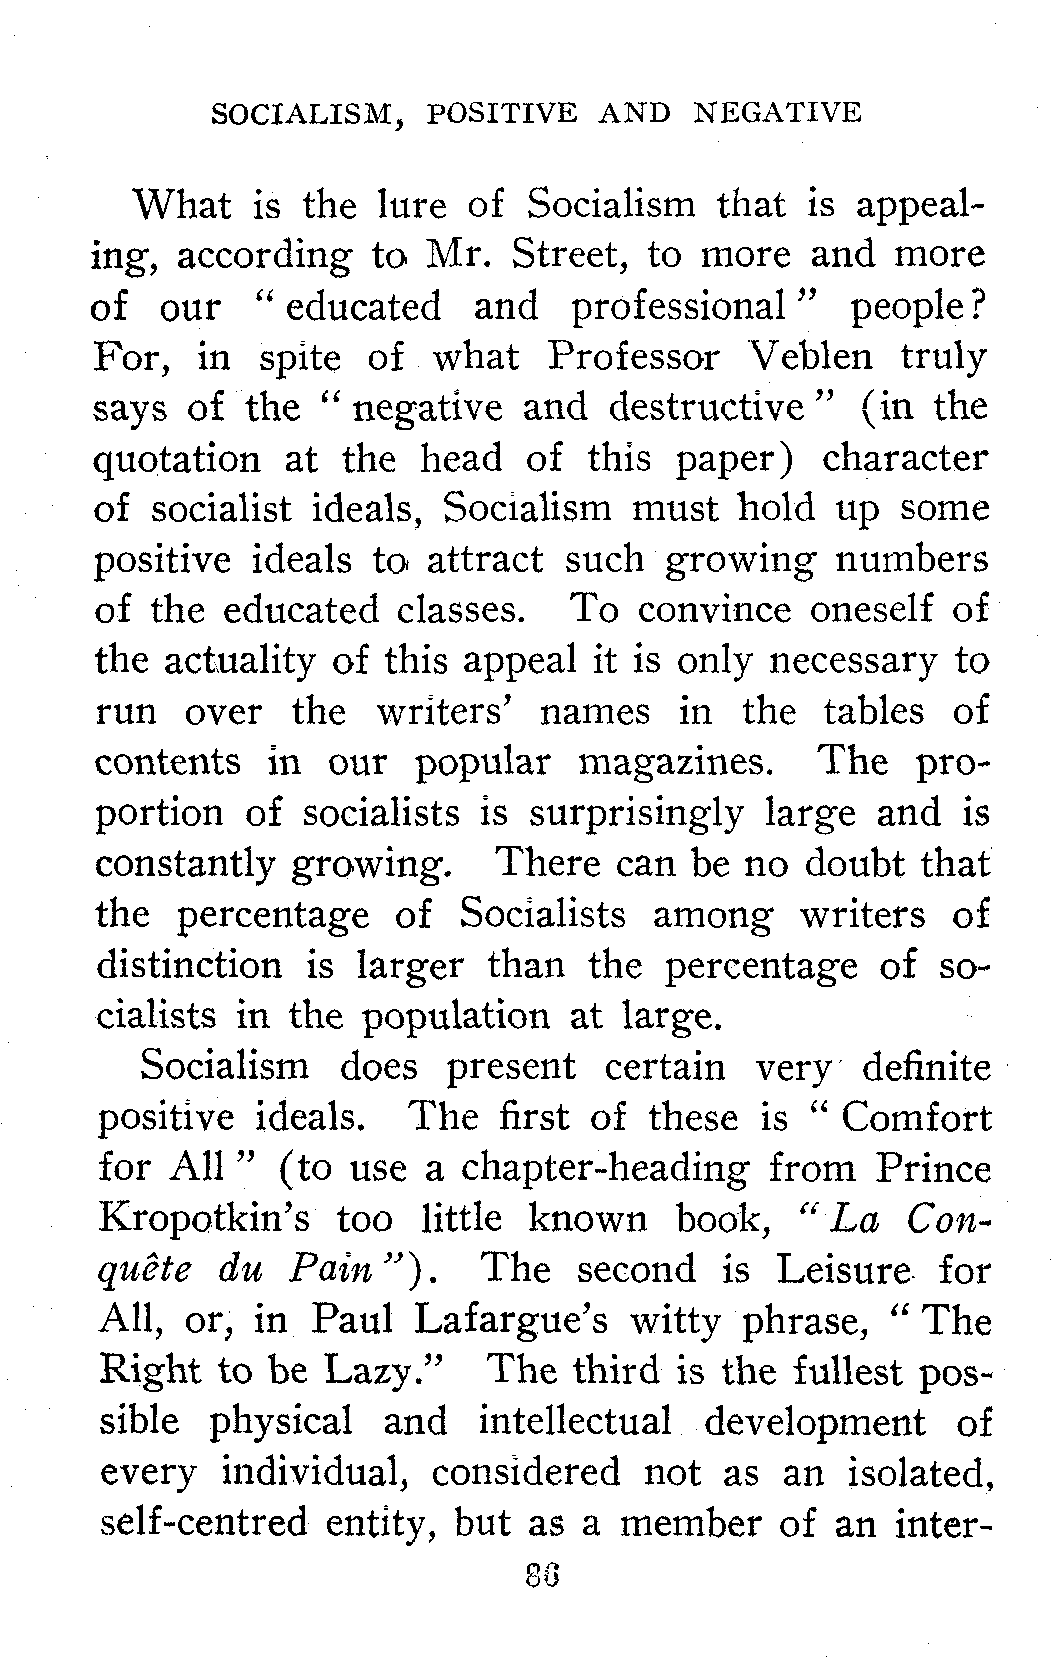 SOCIALISM, POSITIVE AND NEGATIVE
What is the lure of Socialism that is appeal-
ing, according to Mr. Street, to more and more
of our “ educated and professional ” people?
For, in spite of what Professor Veblen truly
says of the “ negative and destructive ” (in the
quotation at the head of this paper) character
of socialist ideals, Socialism must hold up some
positive ideals to attract such growing numbers
of the educated classes. To convince oneself of
the actuality of this appeal it is only necessary to
run over the writers’ names in the tables of
contents in our popular magazines. The pro-
portion of socialists is surprisingly large and is
constantly growing. There can be no doubt that
the percentage of Socialists among writers of
distinction is larger than the percentage of so-
cialists in the population at large.
Socialism does present certain very definite
positive ideals. The first of these is “ Comfort
for All ” (to use a chapter-heading from Prince
Kropotkin’s too little known book, “ La Con-
quête du Pain ”). The second is Leisure for
All, or, in Paul Lafargue’s witty phrase, “ The
Right to be Lazy.” The third is the fullest pos-
sible physical and intellectual development of
every individual, considered not as an isolated,
self-centred entity, but as a member of an inter-
86